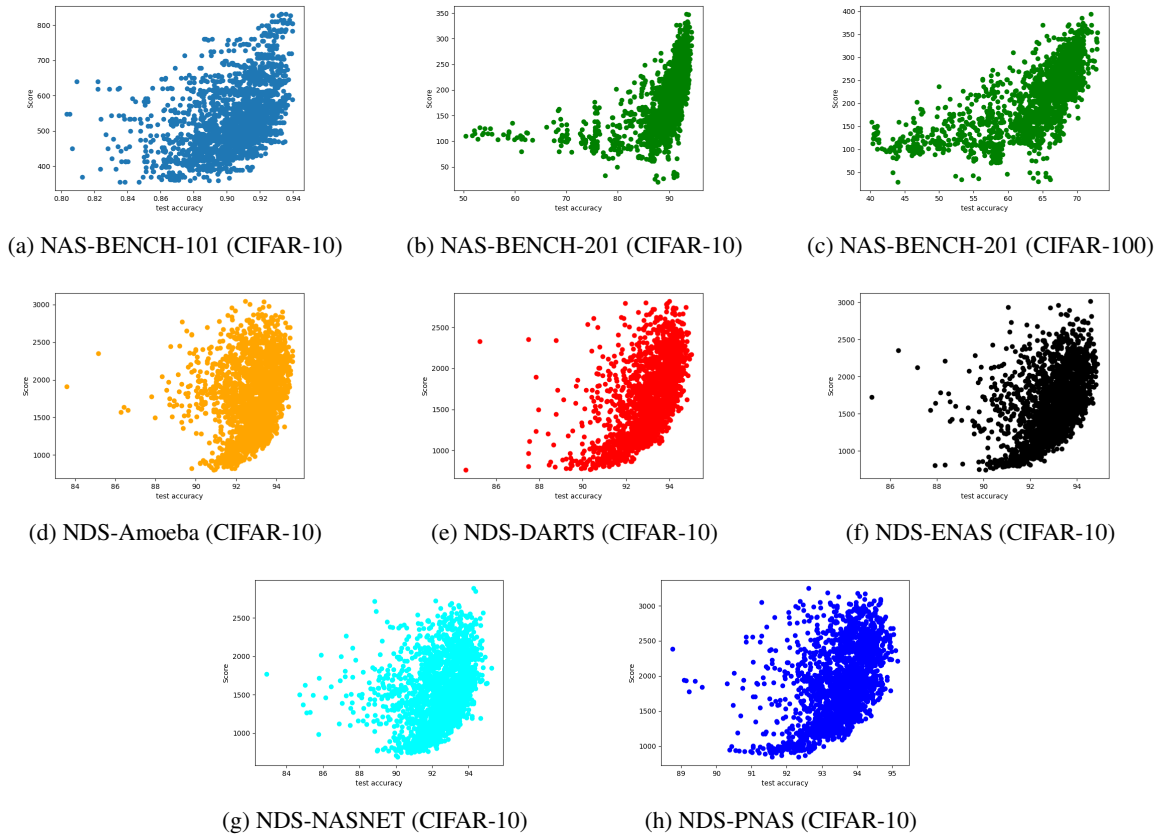 800
700
600
500
400
Score
0.80 0.82 0.84 0.86 0.88 0.90 0.92 0.94
test accuracy
(a) NAS-BENCH-101 (CIFAR-10)
350
300
250
200
150
100
50
Score
50 60 70 80 90
test accuracy
(b) NAS-BENCH-201 (CIFAR-10)
400
350
300
250
200
150
100
50
Score
40 45 50 55 60 65 70
test accuracy
(c) NAS-BENCH-201 (CIFAR-100)
3000
2500
2000
1500
1000
Score
84 86 88 90 92 94
test accuracy
(d) NDS-Amoeba (CIFAR-10)
2500
2000
1500
1000
Score
86 88 90 92 94
test accuracy
(e) NDS-DARTS (CIFAR-10)
3000
2500
2000
1500
1000
Score
86 88 90 92 94
test accuracy
(f) NDS-ENAS (CIFAR-10)
2500
2000
1500
1000
Score
84 86 88 90 92 94
test accuracy
(g) NDS-NASNET (CIFAR-10)
3000
2500
2000
1500
1000
Score
89 90 91 92 93 94 95
test accuracy
(h) NDS-PNAS (CIFAR-10)